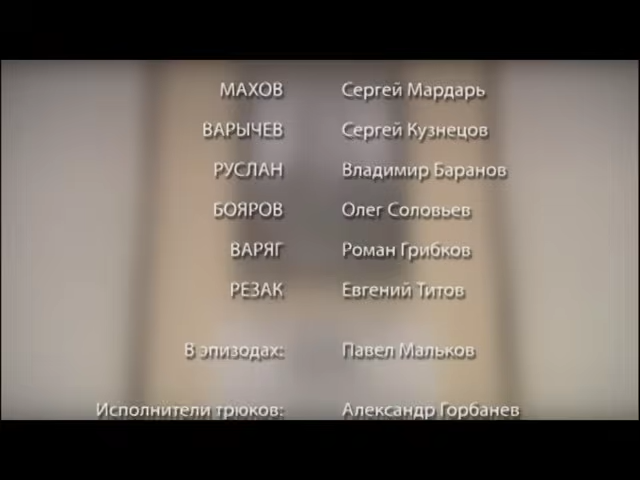 МАХОВ Сергей Мардарь
ВАРЫЧЕВ Сергей Кузнецов
РУСЛАН Владимир Баранов
БОЯРОВ Олег Соловьев
ВАРЯГ Роман Грибков
РЕЗАК Евгений Титов
В эпизодах: Павел Мальков
Исполнители трюков: Александр Горбанев